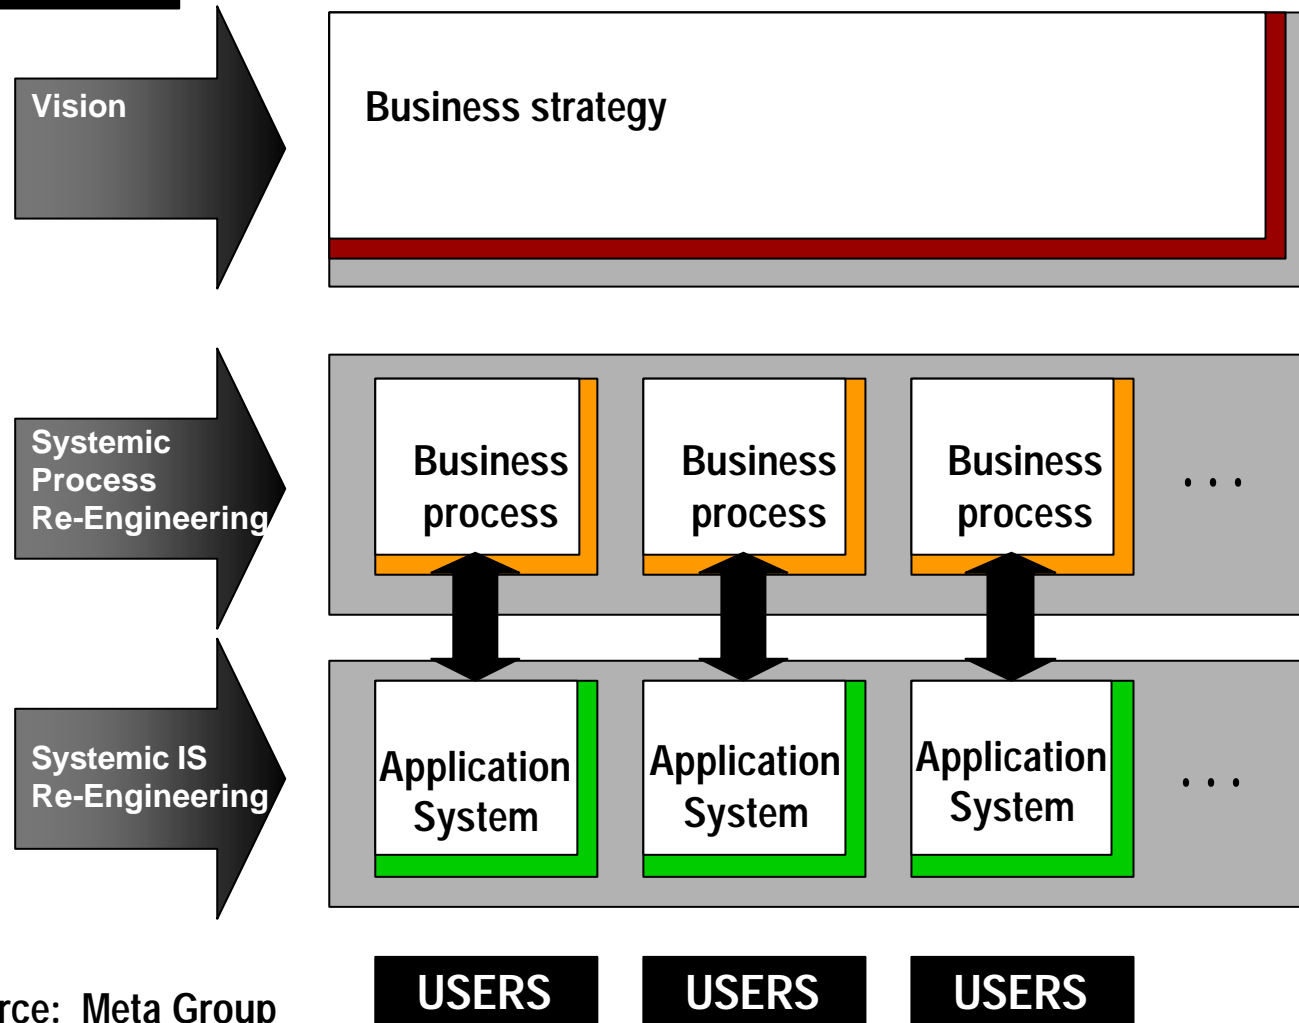 Vision
Business strategy
Systemic
Process
Re-Engineering
Business
process
Business
process
Business
process
. . .
Systemic IS
Re-Engineering
Application
System
Application
System
Application
System
. . .
USERS
USERS
USERS
rce: Meta Group